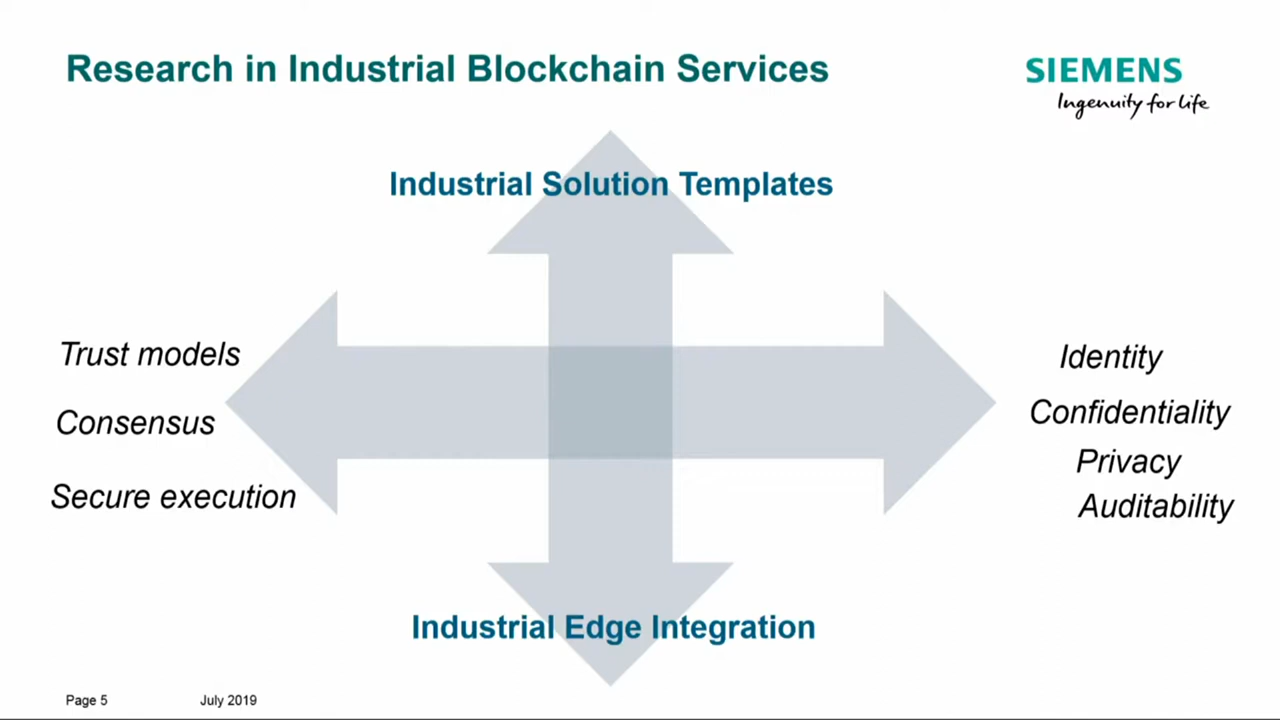 Research in Industrial Blockchain Services
SIEMENS
Ingenuity for life
Industrial Solution Templates
Trust models
Consensus
Secure execution
Identity
Confidentiality
Privacy
Auditability
Industrial Edge Integration
Page 5
July 2019